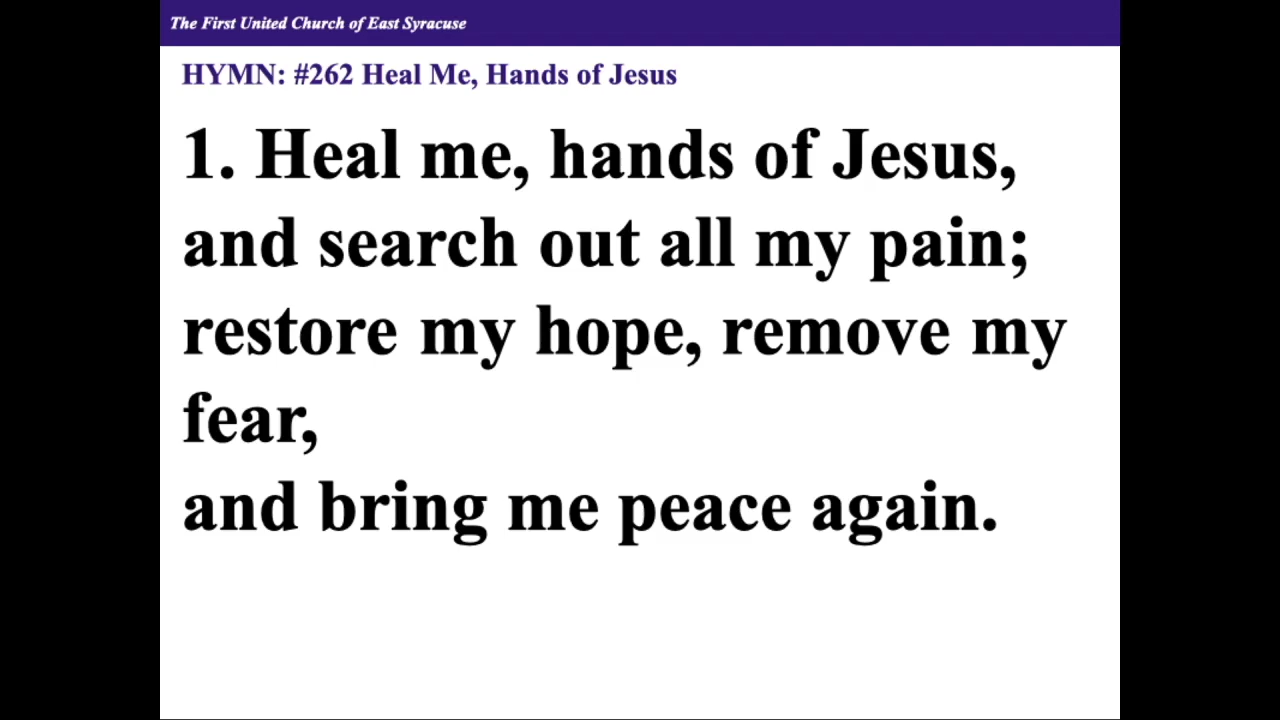 The First United Church of East Syracuse
HYMN: #262 Heal Me, Hands of Jesus
1. Heal me, hands of Jesus,
and search out all my pain;
restore my hope, remove my
fear,
and bring me peace again.